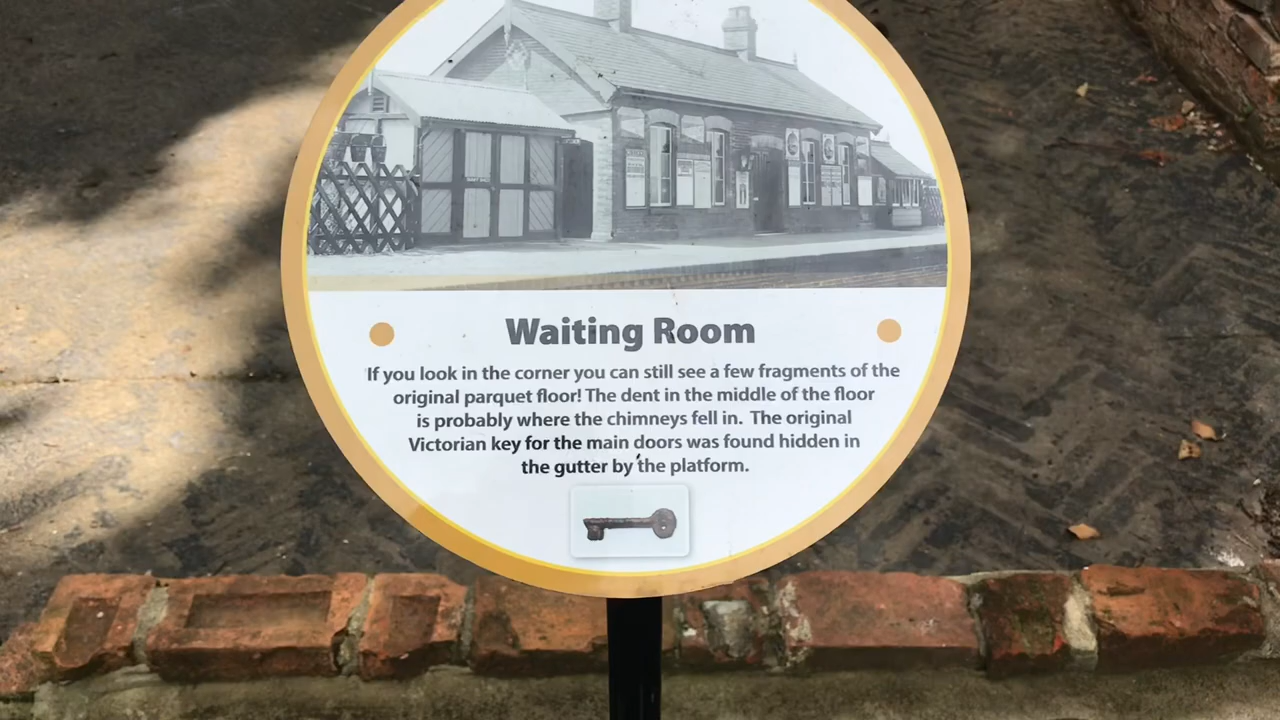 Waiting Room
If you look in the corner you can still see a few fragments of the
original parquet floor! The dent in the middle of the floor
is probably where the chimneys fell in. The original
Victorian key for the main doors was found hidden in
the gutter by the platform.